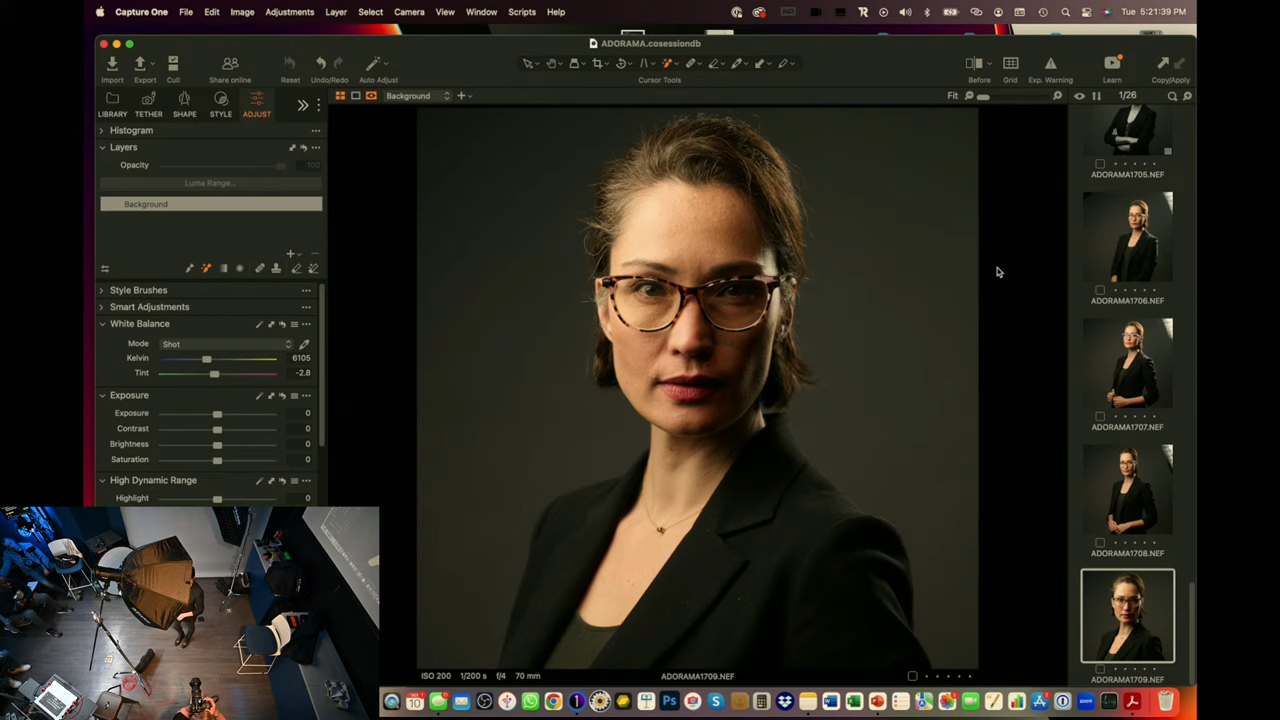 Capture One File Edit Image Adjustments Layer Select Camera View Window Scripts Help Tue 5:21:39 PM
ADORAMA.cosessiondb
Import Export Cull Share online Reset Undo/Redo Auto Adjust Cursor Tools Before Grid Exp. Warning Learn Copy/Apply
LIBRARY TETHER SHAPE STYLE ADJUST
Background
Fit
1/26
Histogram
Layers
Opacity 100
Luma Range...
Background
Style Brushes
Smart Adjustments
White Balance
Mode Shot
Kelvin 6105
Tint -2.8
Exposure
Exposure 0
Contrast 0
Brightness 0
Saturation 0
High Dynamic Range
Highlight 0
ISO 200 1/200 s f/4 70 mm
ADORAMA1709.NEF
ADORAMA1705.NEF
ADORAMA1706.NEF
ADORAMA1707.NEF
ADORAMA1708.NEF
ADORAMA1709.NEF